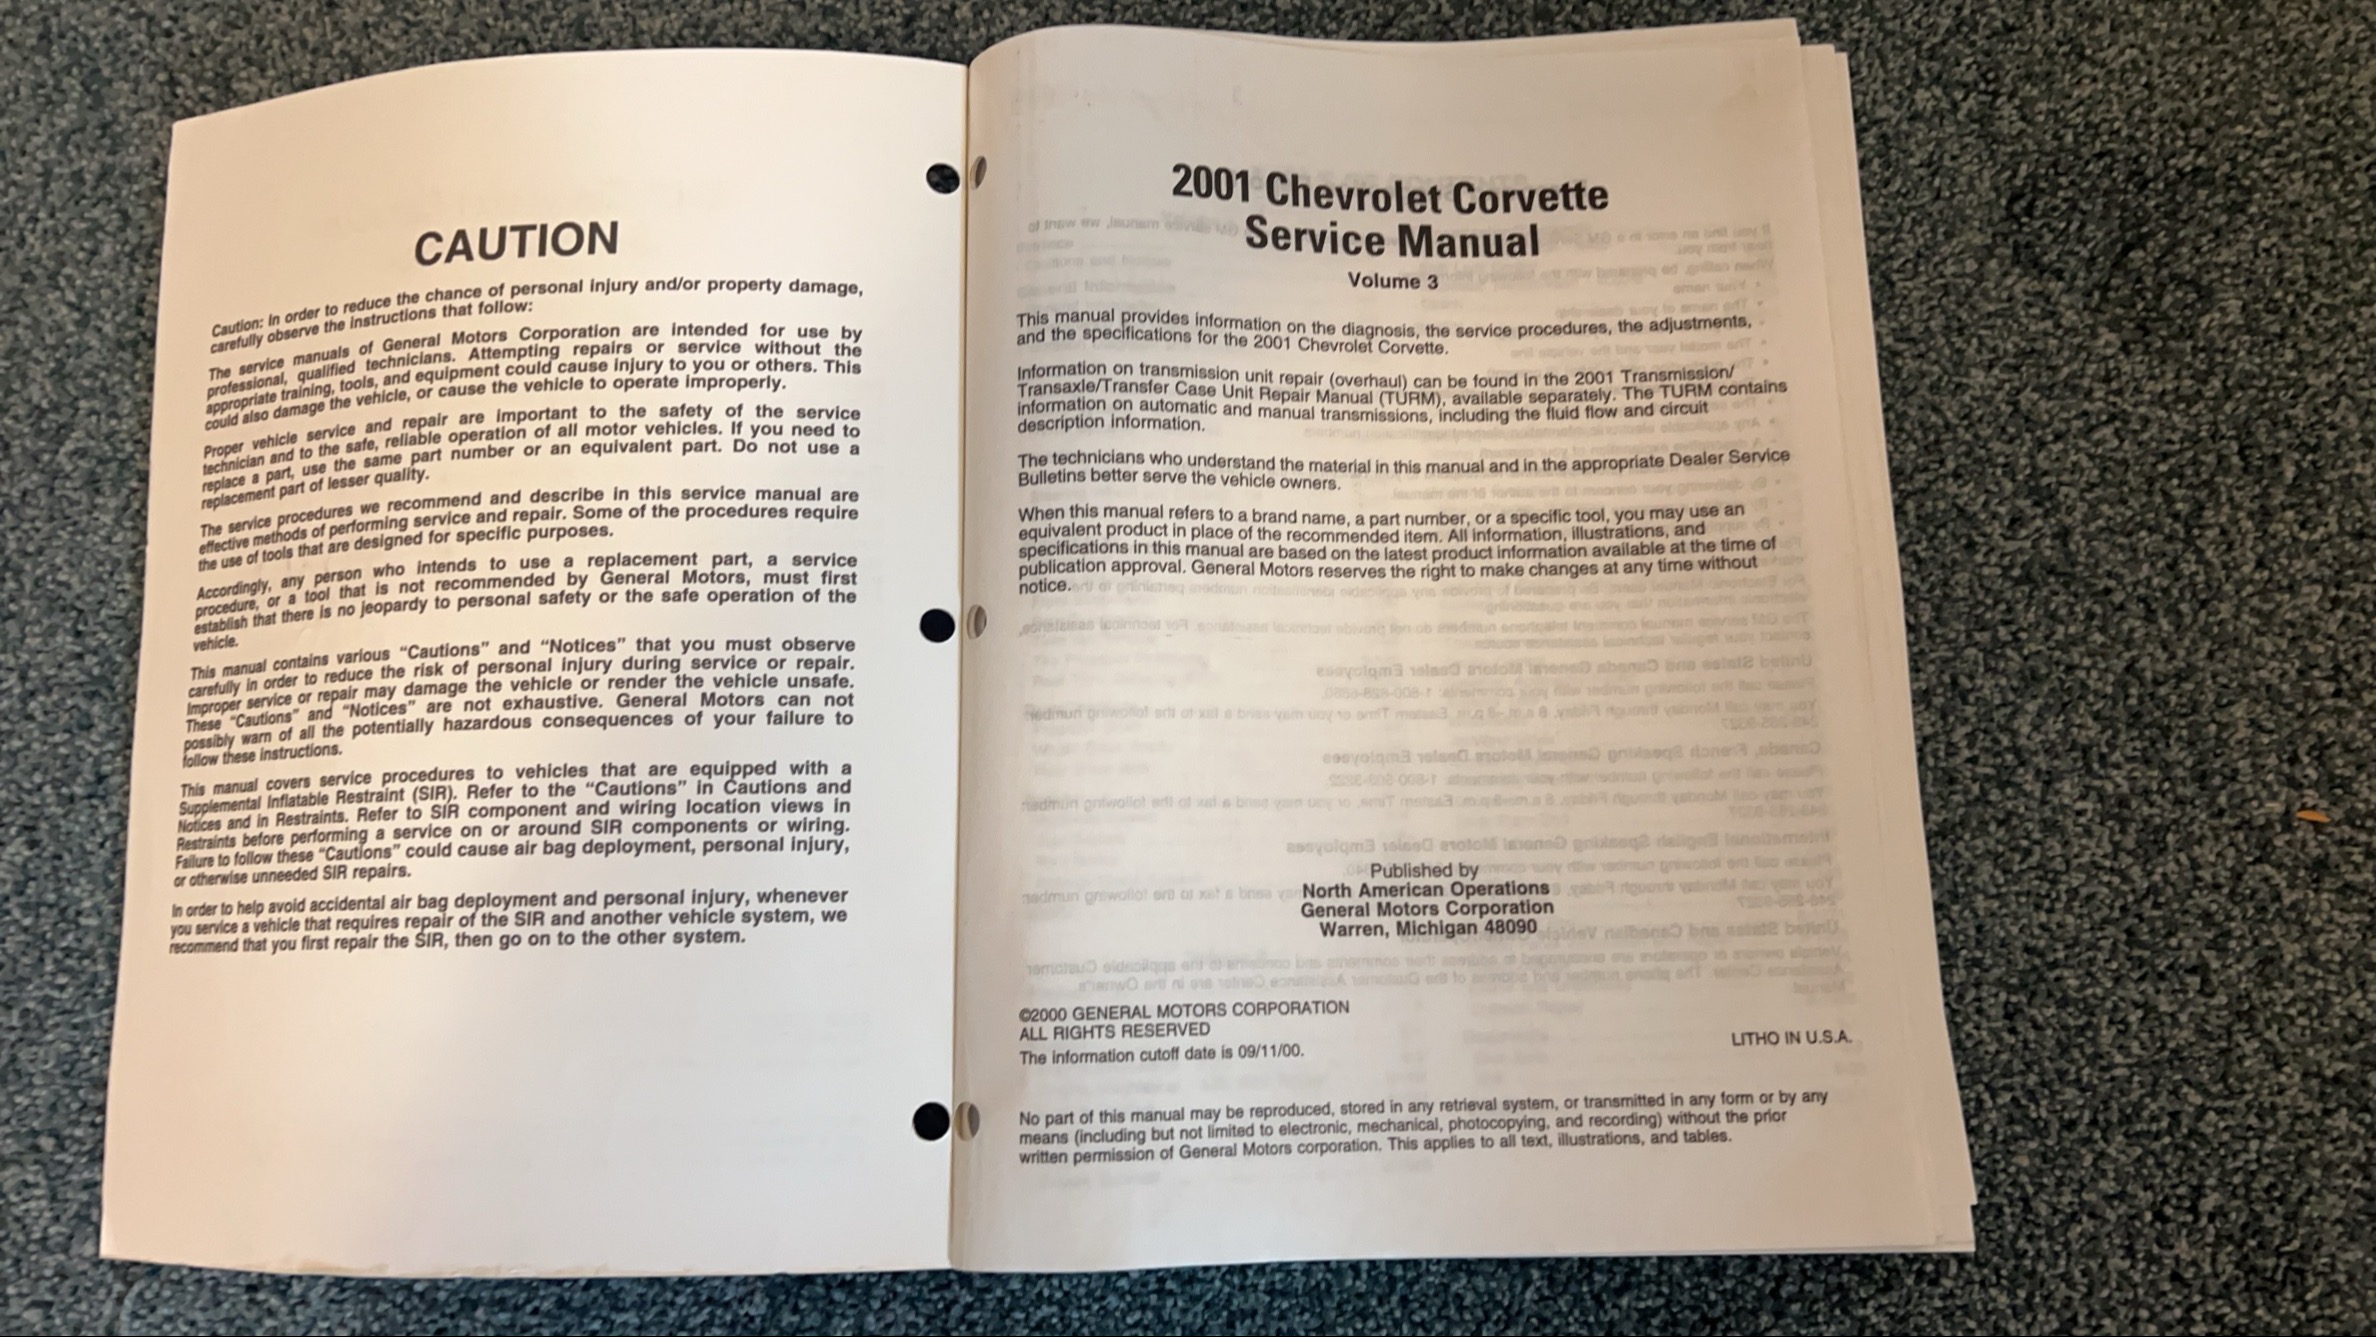 CAUTION
Caution: In order to reduce the chance of personal injury and/or property damage,
carefully observe the instructions that follow:
The service manuals of General Motors Corporation are intended for use by
professional, qualified technicians. Attempting repairs or service without the
appropriate training, tools, and equipment could cause injury to you or others. This
could also damage the vehicle, or cause the vehicle to operate improperly.
Proper vehicle service and repair are important to the safety of the service
technician and to the safe, reliable operation of all motor vehicles. If you need to
replace a part, use the same part number or an equivalent part. Do not use a
replacement part of lesser quality.
The service procedures we recommend and describe in this service manual are
effective methods of performing service and repair. Some of the procedures require
the use of tools that are designed for specific purposes.
Accordingly, any person who intends to use a replacement part, a service
procedure, or a tool that is not recommended by General Motors, must first
establish that there is no jeopardy to personal safety or the safe operation of the
vehicle.
This manual contains various “Cautions” and “Notices” that you must observe
carefully in order to reduce the risk of personal injury during service or repair.
Improper service or repair may damage the vehicle or render the vehicle unsafe.
These “Cautions” and “Notices” are not exhaustive. General Motors can not
possibly warn of all the potentially hazardous consequences of your failure to
follow these instructions.
This manual covers service procedures to vehicles that are equipped with a
Supplemental Inflatable Restraint (SIR). Refer to the “Cautions” in Cautions and
Notices and in Restraints. Refer to SIR component and wiring location views in
Restraints before performing a service on or around SIR components or wiring.
Failure to follow these “Cautions” could cause air bag deployment, personal injury,
or otherwise unneeded SIR repairs.
In order to help avoid accidental air bag deployment and personal injury, whenever
you service a vehicle that requires repair of the SIR and another vehicle system, we
recommend that you first repair the SIR, then go on to the other system.
2001 Chevrolet Corvette
Service Manual
Volume 3
This manual provides information on the diagnosis, the service procedures, the adjustments,
and the specifications for the 2001 Chevrolet Corvette.
Information on transmission unit repair (overhaul) can be found in the 2001 Transmission/
Transaxle/Transfer Case Unit Repair Manual (TURM), available separately. The TURM contains
information on automatic and manual transmissions, including the fluid flow and circuit
description information.
The technicians who understand the material in this manual and in the appropriate Dealer Service
Bulletins better serve the vehicle owners.
When this manual refers to a brand name, a part number, or a specific tool, you may use an
equivalent product in place of the recommended item. All information, illustrations, and
specifications in this manual are based on the latest product information available at the time of
publication approval. General Motors reserves the right to make changes at any time without
notice.
Published by
North American Operations
General Motors Corporation
Warren, Michigan 48090
©2000 GENERAL MOTORS CORPORATION
ALL RIGHTS RESERVED
The information cutoff date is 09/11/00.
LITHO IN U.S.A.
No part of this manual may be reproduced, stored in any retrieval system, or transmitted in any form or by any
means (including but not limited to electronic, mechanical, photocopying, and recording) without the prior
written permission of General Motors corporation. This applies to all text, illustrations, and tables.